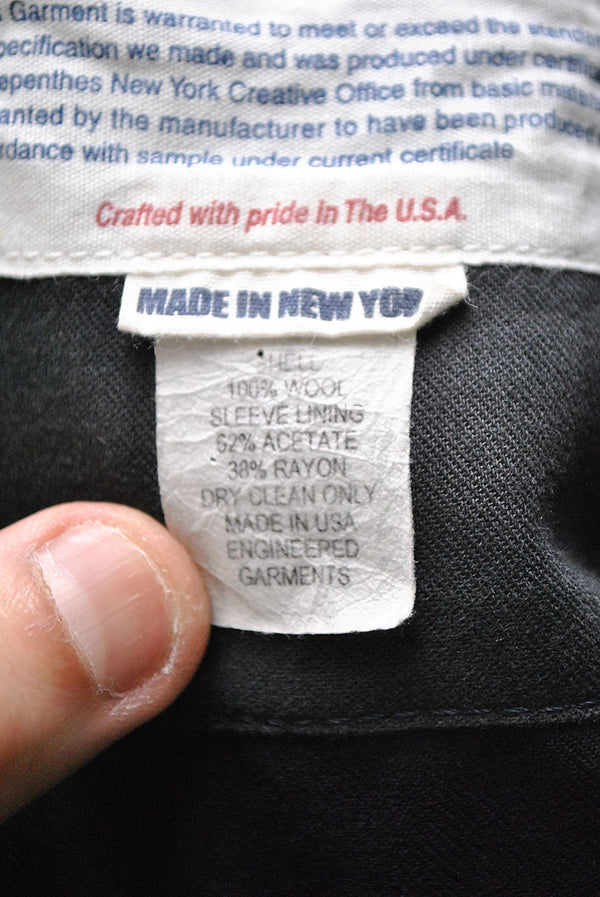 Garment is warranted to meet or exceed the
pecification we made and was produced under
epenthes New York Creative Office from basic
anted by the manufacturer to have been produced
rdance with sample under current certificate
Crafted with pride in The U.S.A.
MADE IN NEW YOR
SHELL
100% WOOL
SLEEVE LINING
62% ACETATE
38% RAYON
DRY CLEAN ONLY
MADE IN USA
ENGINEERED
GARMENTS